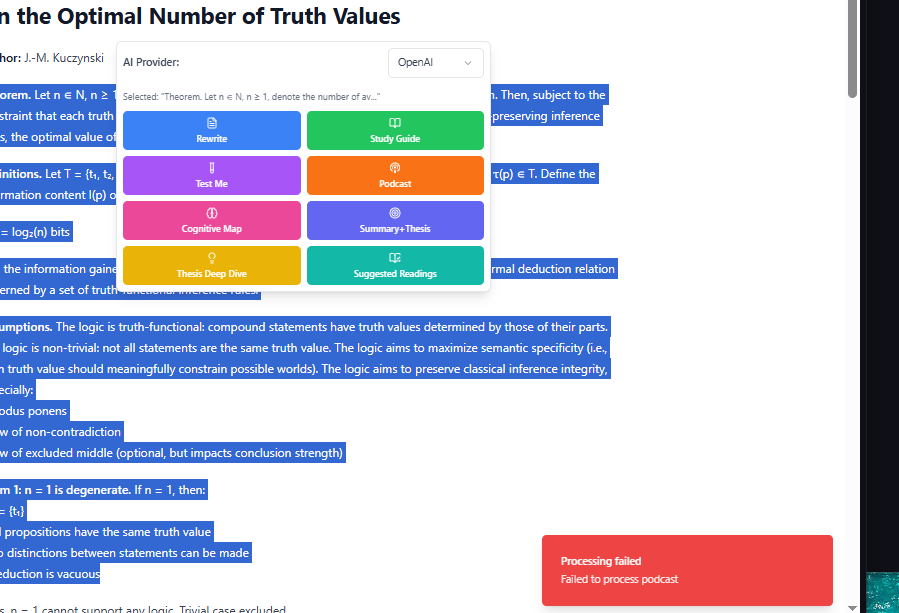 n the Optimal Number of Truth Values
hor: J.-M. Kuczynski
AI Provider:
OpenAI
Selected: "Theorem. Let n ∈ N, n ≥ 1, denote the number of av..."
Rewrite
Study Guide
Test Me
Podcast
Cognitive Map
Summary+Thesis
Thesis Deep Dive
Suggested Readings
orem. Let n ∈ N, n ≥ 1 n. Then, subject to the
straint that each truth preserving inference
s, the optimal value of
initions. Let T = {t₁, t₂, τ(p) ∈ T. Define the
rmation content I(p) o
= log₂(n) bits
the information gaine rmal deduction relation
erned by a set of truth-functional inference rules.
umptions. The logic is truth-functional: compound statements have truth values determined by those of their parts.
logic is non-trivial: not all statements are the same truth value. The logic aims to maximize semantic specificity (i.e.,
h truth value should meaningfully constrain possible worlds). The logic aims to preserve classical inference integrity,
ecially:
odus ponens
w of non-contradiction
w of excluded middle (optional, but impacts conclusion strength)
m 1: n = 1 is degenerate. If n = 1, then:
= {t₁}
l propositions have the same truth value
o distinctions between statements can be made
eduction is vacuous
s, n = 1 cannot support any logic. Trivial case excluded.
Processing failed
Failed to process podcast